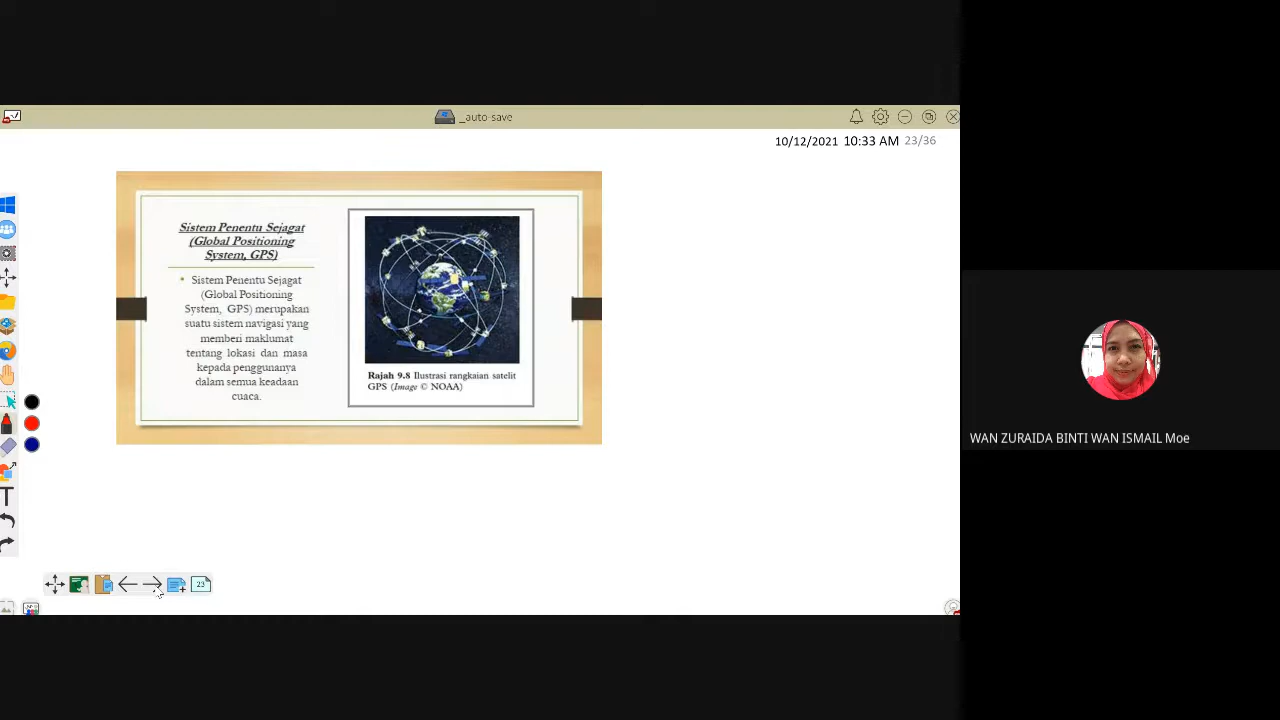 _auto-save
10/12/2021 10:33 AM 23/36
Sistem Penentu Sejagat
(Global Positioning
System, GPS)
• Sistem Penentu Sejagat
(Global Positioning
System, GPS) merupakan
suatu sistem navigasi yang
memberi maklumat
tentang lokasi dan masa
kepada penggunanya
dalam semua keadaan
cuaca.
Rajah 9.8 Ilustrasi rangkaian satelit
GPS (Image © NOAA)
WAN ZURAIDA BINTI WAN ISMAIL Moe
T
23